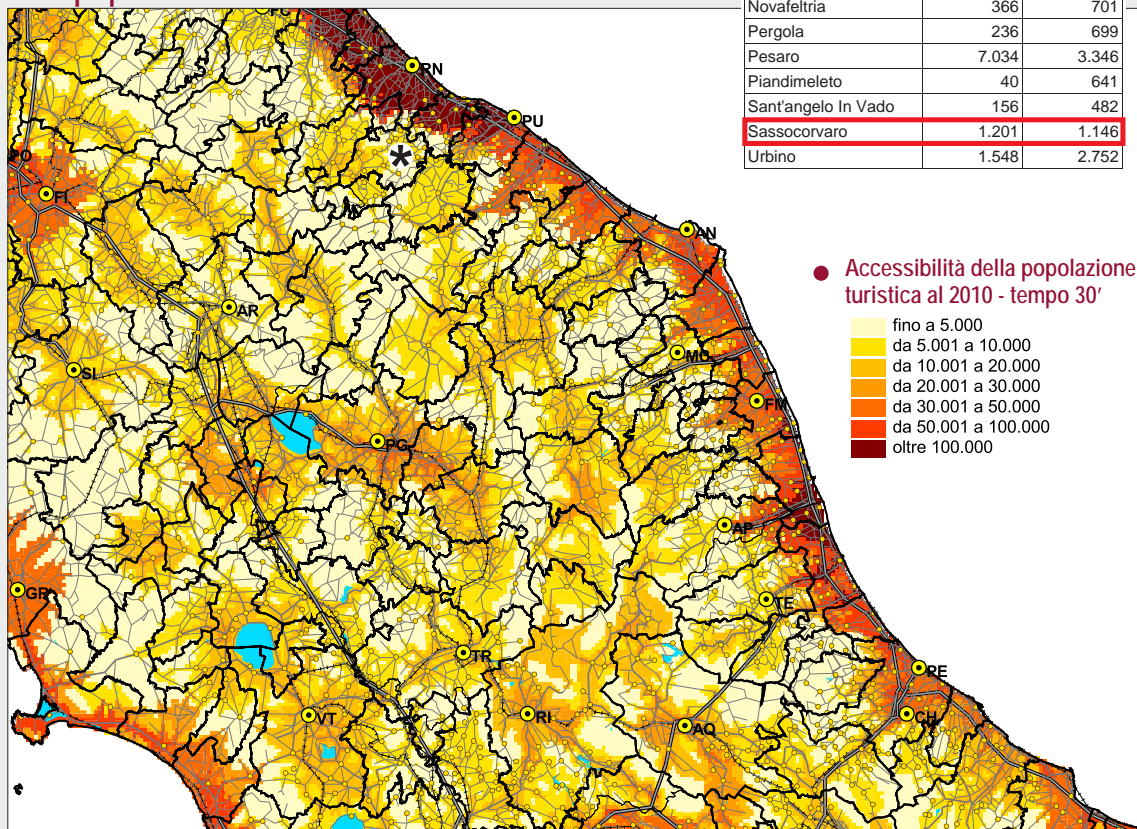 Novafeltria 366 701
Pergola 236 699
Pesaro 7.034 3.346
Piandimeleto 40 641
Sant'angelo In Vado 156 482
Sassocorvaro 1.201 1.146
Urbino 1.548 2.752
RN
PU
*
PO
FI
AN
Accessibilità della popolazione
turistica al 2010 - tempo 30'
fino a 5.000
da 5.001 a 10.000
da 10.001 a 20.000
da 20.001 a 30.000
da 30.001 a 50.000
da 50.001 a 100.000
oltre 100.000
AR
MC
SI
FM
PG
AP
GR
TE
TR
PE
VT
RI
AQ
CH